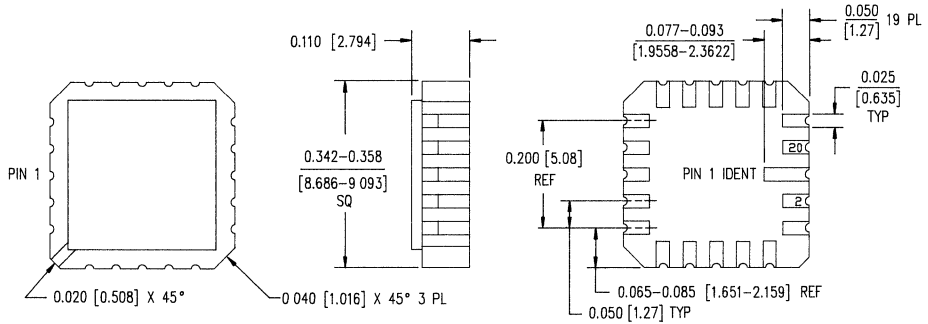 0.110 [2.794]
PIN 1
0.342-0.358
[8.686-9 093]
SQ
0.020 [0.508] X 45°
0 040 [1.016] X 45° 3 PL
0.077-0.093
[1.9558-2.3622]
0.050
[1.27]
19 PL
0.025
[0.635]
TYP
0.200 [5.08]
REF
20
PIN 1 IDENT
2
0.065-0.085 [1.651-2.159] REF
0.050 [1.27] TYP